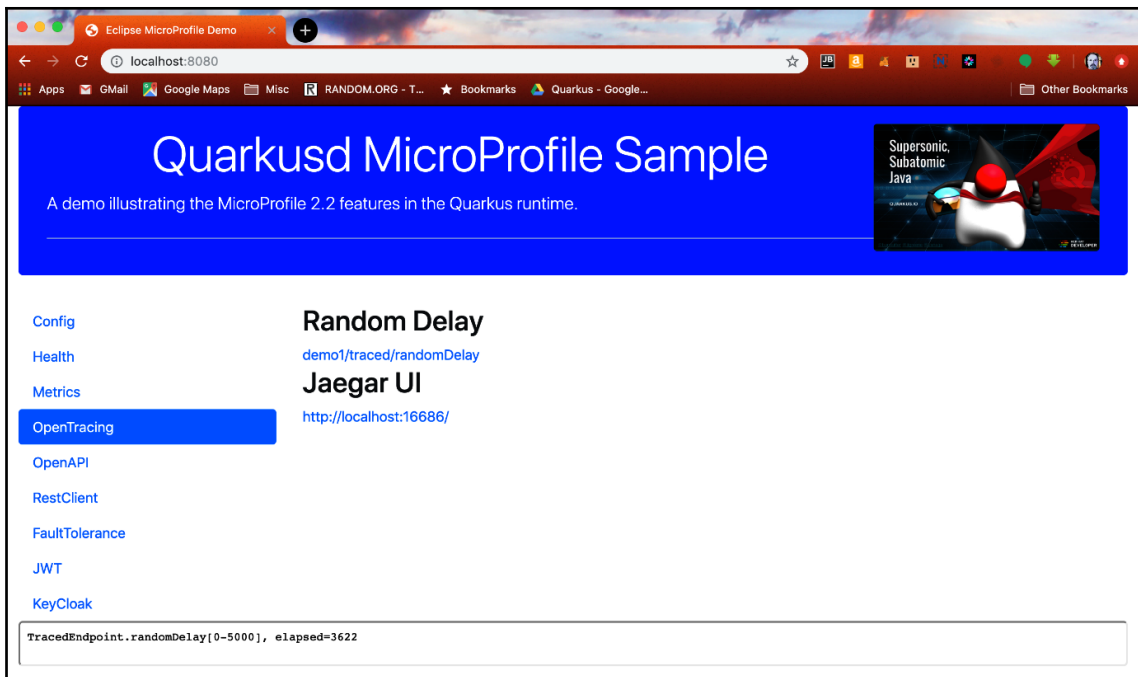 Eclipse MicroProfile Demo
localhost:8080
Apps GMail Google Maps Misc RANDOM.ORG - T... Bookmarks Quarkus - Google... Other Bookmarks
Quarkusd MicroProfile Sample
A demo illustrating the MicroProfile 2.2 features in the Quarkus runtime.
Supersonic,
Subatomic
Java
QUARKUS.IO
Config
Health
Metrics
OpenTracing
OpenAPI
RestClient
FaultTolerance
JWT
KeyCloak
Random Delay
demo1/traced/randomDelay
Jaegar UI
http://localhost:16686/
TracedEndpoint.randomDelay[0-5000], elapsed=3622